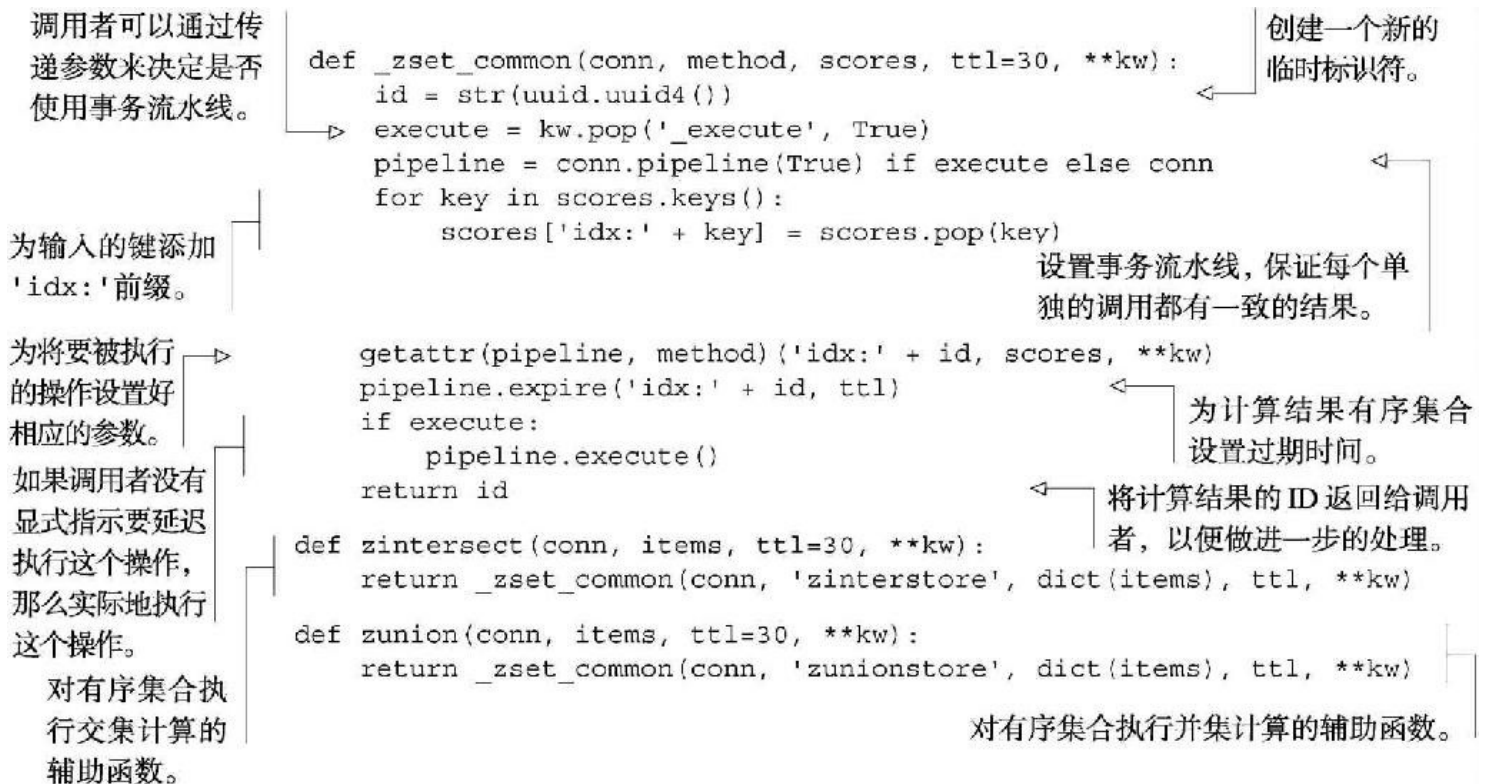 调用者可以通过传
递参数来决定是否
使用事务流水线。
创建一个新的
临时标识符。
def _zset_common(conn, method, scores, ttl=30, **kw):
id = str(uuid.uuid4())
execute = kw.pop('_execute', True)
pipeline = conn.pipeline(True) if execute else conn
for key in scores.keys():
scores['idx:' + key] = scores.pop(key)
为输入的键添加
'idx:'前缀。
设置事务流水线，保证每个单
独的调用都有一致的结果。
为将要被执行
的操作设置好
相应的参数。
getattr(pipeline, method)('idx:' + id, scores, **kw)
pipeline.expire('idx:' + id, ttl)
if execute:
pipeline.execute()
return id
为计算结果有序集合
设置过期时间。
如果调用者没有
显式指示要延迟
执行这个操作，
那么实际地执行
这个操作。
将计算结果的 ID 返回给调用
者，以便做进一步的处理。
def zintersect(conn, items, ttl=30, **kw):
return _zset_common(conn, 'zinterstore', dict(items), ttl, **kw)
def zunion(conn, items, ttl=30, **kw):
return _zset_common(conn, 'zunionstore', dict(items), ttl, **kw)
对有序集合执
行交集计算的
辅助函数。
对有序集合执行并集计算的辅助函数。